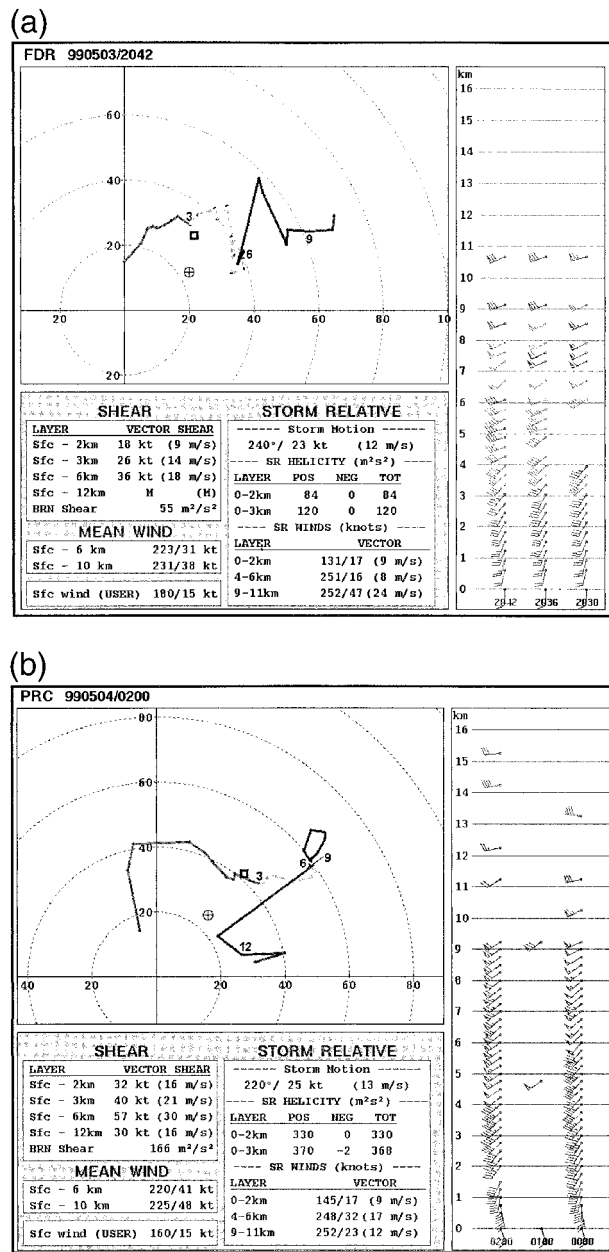 (a)
FDR 990503/2042
60
20
3
26
9
20
20
40
60
80
10
20
km
16
15
14
13
12
11
10
9
8
7
6
5
4
3
2
1
0
2042 2036 2030
SHEAR
LAYER VECTOR SHEAR
Sfc - 2km 18 kt (9 m/s)
Sfc - 3km 26 kt (14 m/s)
Sfc - 6km 36 kt (18 m/s)
Sfc - 12km M (M)
BRN Shear 55 m²/s²
MEAN WIND
Sfc - 6 km 223/31 kt
Sfc - 10 km 231/38 kt
Sfc wind (USER) 180/15 kt
STORM RELATIVE
------ Storm Motion ------
240°/ 23 kt (12 m/s)
--- SR HELICITY (m²s²) ---
LAYER POS NEG TOT
0-2km 84 0 84
0-3km 120 0 120
--- SR WINDS (knots) ---
LAYER VECTOR
0-2km 131/17 (9 m/s)
4-6km 251/16 (8 m/s)
9-11km 252/47 (24 m/s)
(b)
PRC 990504/0200
80
60
40
20
3
6
9
12
40
20
20
40
60
80
km
16
15
14
13
12
11
10
9
8
7
6
5
4
3
2
1
0
SHEAR
LAYER VECTOR SHEAR
Sfc - 2km 32 kt (16 m/s)
Sfc - 3km 40 kt (21 m/s)
Sfc - 6km 57 kt (30 m/s)
Sfc - 12km 30 kt (16 m/s)
BRN Shear 166 m²/s²
MEAN WIND
Sfc - 6 km 220/41 kt
Sfc - 10 km 225/48 kt
Sfc wind (USER) 160/15 kt
STORM RELATIVE
------ Storm Motion ------
220°/ 25 kt (13 m/s)
--- SR HELICITY (m²s²) ---
LAYER POS NEG TOT
0-2km 330 0 330
0-3km 370 -2 368
--- SR WINDS (knots) ---
LAYER VECTOR
0-2km 145/17 (9 m/s)
4-6km 248/32 (17 m/s)
9-11km 252/23 (12 m/s)